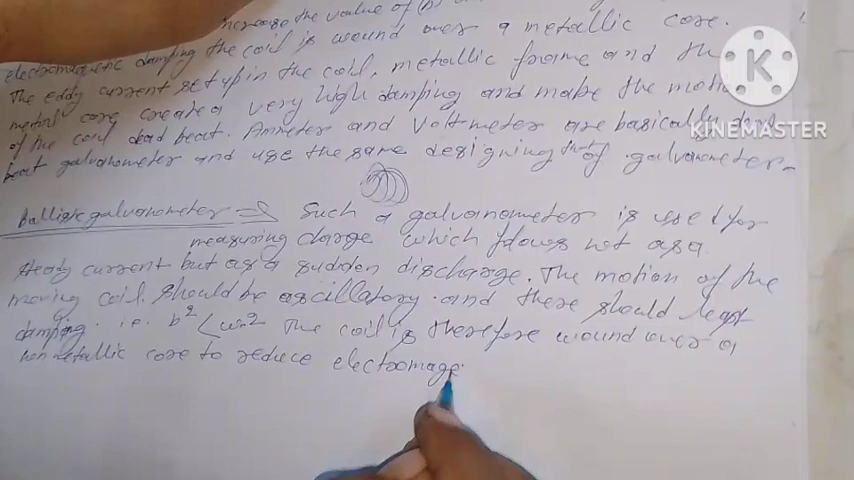 increase the value of (b)
electromagnetic damping the coil is wound over a metallic core.
The eddy current setup in the coil, metallic frame and the
metal core create a very high damping and make the motion
of the coil dead beat. Ammeter and Voltmeter are basically dead
beat galvanometer and use the same designing that of galvanometer-
ballistic galvanometer ⇒ Such a galvanometer is used for
measuring charge which flows not as a
steady current but as a sudden discharge. The motion of the
moving coil should be oscillatory and there should least
damping. i.e. b² < ω₀² The coil is therefore wound over a
non metallic core to reduce electromage
K
KINEMASTER